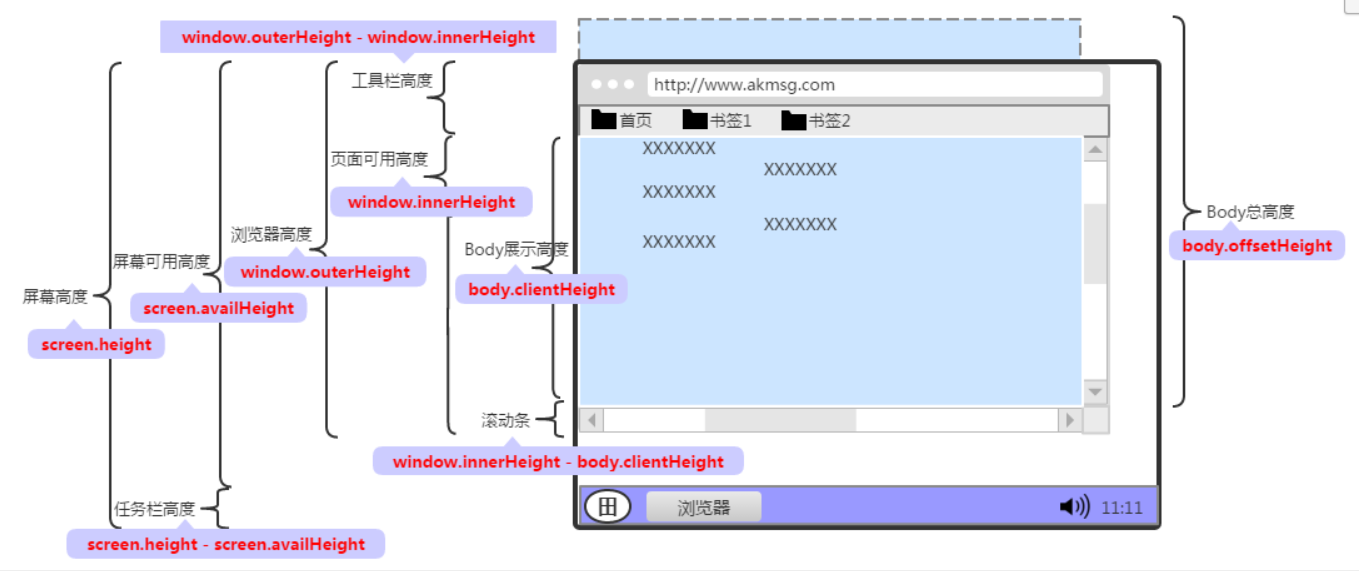 window.outerHeight - window.innerHeight
工具栏高度
http://www.akmsg.com
首页
书签1
书签2
XXXXXXX
页面可用高度
XXXXXXX
XXXXXXX
window.innerHeight
XXXXXXX
Body总高度
浏览器高度
XXXXXXX
body.offsetHeight
Body展示高度
屏幕可用高度
window.outerHeight
body.clientHeight
屏幕高度
screen.availHeight
screen.height
滚动条
window.innerHeight - body.clientHeight
任务栏高度
田
浏览器
11:11
screen.height - screen.availHeight